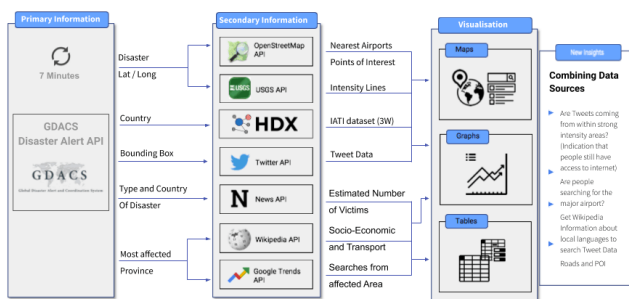 Primary Information
7 Minutes
GDACS
Disaster Alert API
GDACS
Global Disaster Alert and Coordination System
Disaster
Lat / Long
Country
Bounding Box
Type and Country
Of Disaster
Most affected
Province
Secondary Information
OpenStreetMap
API
USGS
USGS API
HDX
Twitter API
N
News API
Wikipedia API
Google Trends
API
Nearest Airports
Points of Interest
Intensity Lines
IATI dataset (3W)
Tweet Data
Estimated Number
of Victims
Socio-Economic
and Transport
Searches from
affected Area
Visualisation
Maps
Graphs
Tables
New Insights
Combining Data
Sources
Are Tweets coming
from within strong
intensity areas?
(Indication that
people still have
access to internet)
Are people
searching for the
major airport?
Get Wikipedia
Information about
local languages to
search Tweet Data
Roads and POI